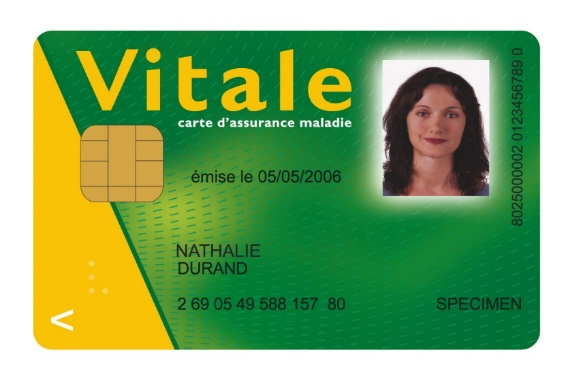 Vitale
carte d'assurance maladie
émise le 05/05/2006
8025000002 0123456789 0
NATHALIE
DURAND
2 69 05 49 588 157 80
SPECIMEN